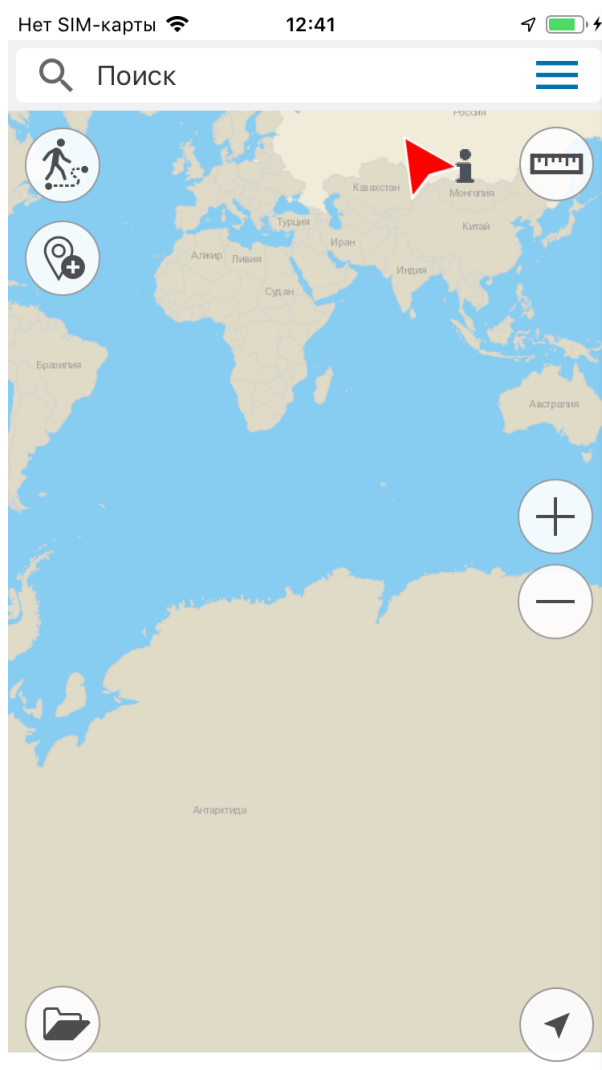 Нет SIM-карты 12:41
Поиск
Россия
Казахстан
Монголия
Турция
Китай
Иран
Алжир Ливия
Индия
Судан
Бразилия
Австралия
Антарктида